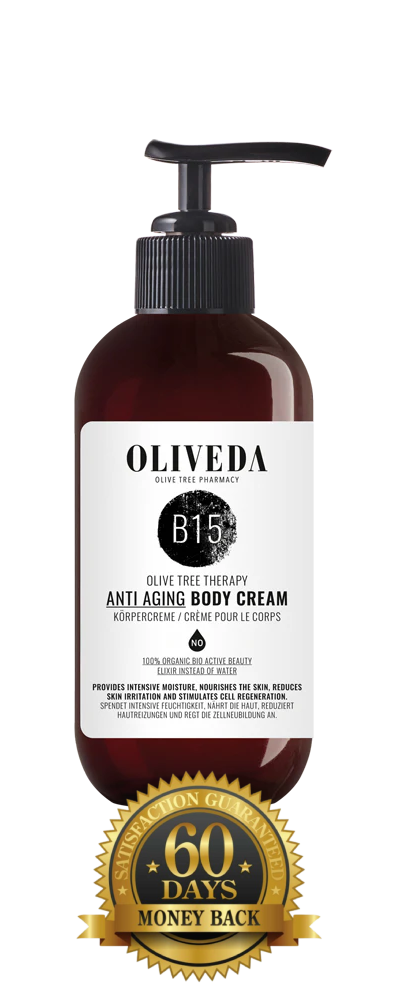 OLIVEDA
OLIVE TREE PHARMACY
B15
OLIVE TREE THERAPY
ANTI AGING BODY CREAM
KÖRPERCREME / CRÈME POUR LE CORPS
NO
100% ORGANIC BIO ACTIVE BEAUTY
ELIXIR INSTEAD OF WATER
PROVIDES INTENSIVE MOISTURE, NOURISHES THE SKIN, REDUCES
SKIN IRRITATION AND STIMULATES CELL REGENERATION.
SPENDET INTENSIVE FEUCHTIGKEIT, NÄHRT DIE HAUT, REDUZIERT
HAUTREIZUNGEN UND REGT DIE ZELLNEUBILDUNG AN.
SATISFACTION GUARANTEED
60
DAYS
MONEY BACK